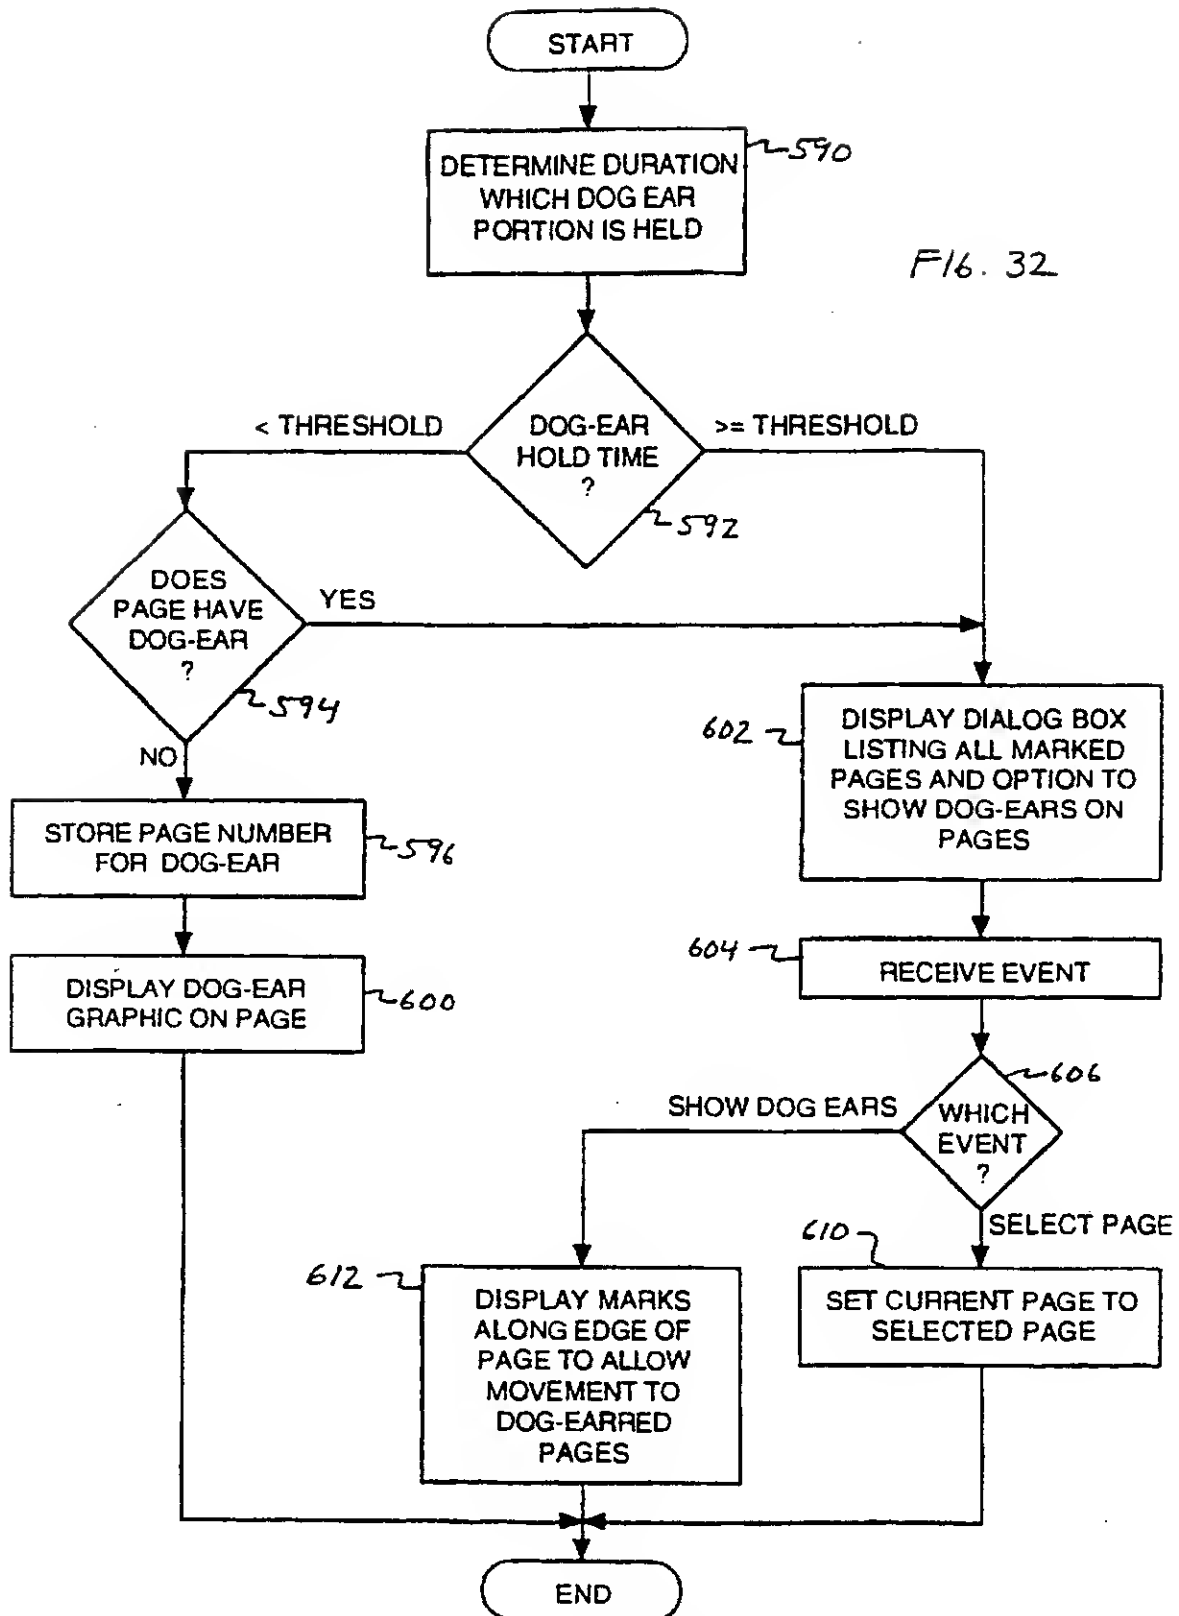 START
DETERMINE DURATION
WHICH DOG EAR
PORTION IS HELD
590
FIG. 32
< THRESHOLD
DOG-EAR
HOLD TIME
?
>= THRESHOLD
592
DOES
PAGE HAVE
DOG-EAR
?
YES
594
NO
602
DISPLAY DIALOG BOX
LISTING ALL MARKED
PAGES AND OPTION TO
SHOW DOG-EARS ON
PAGES
STORE PAGE NUMBER
FOR DOG-EAR
596
604
RECEIVE EVENT
DISPLAY DOG-EAR
GRAPHIC ON PAGE
600
606
SHOW DOG EARS
WHICH
EVENT
?
SELECT PAGE
610
SET CURRENT PAGE TO
SELECTED PAGE
612
DISPLAY MARKS
ALONG EDGE OF
PAGE TO ALLOW
MOVEMENT TO
DOG-EARRED
PAGES
END